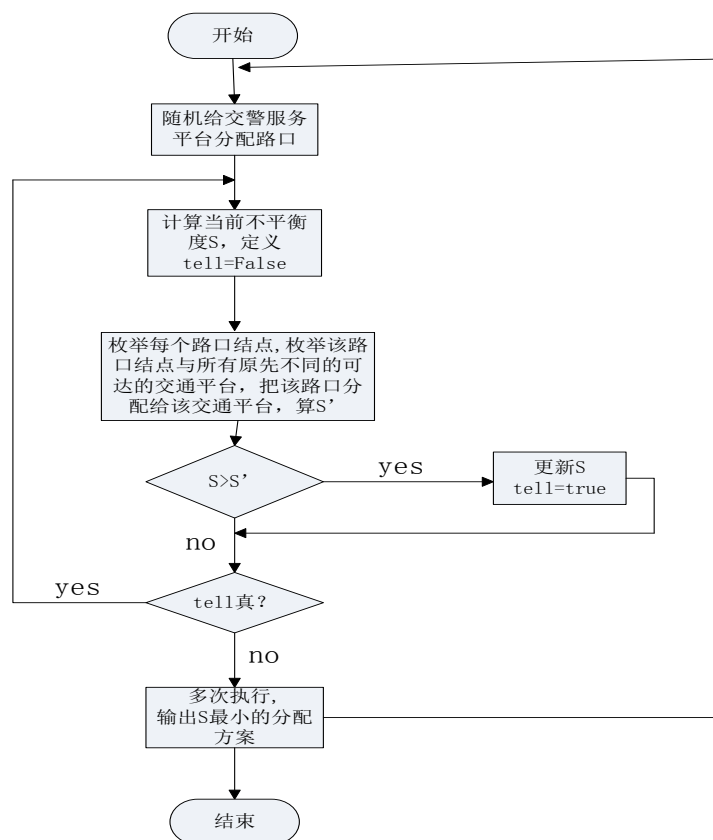 开始
随机给交警服务
平台分配路口
计算当前不平衡
度S，定义
tell=False
枚举每个路口结点,枚举该路
口结点与所有原先不同的可
达的交通平台，把该路口分
配给该交通平台，算S’
S>S’
yes
更新S
tell=true
no
yes
tell真？
no
多次执行,
输出S最小的分配
方案
结束